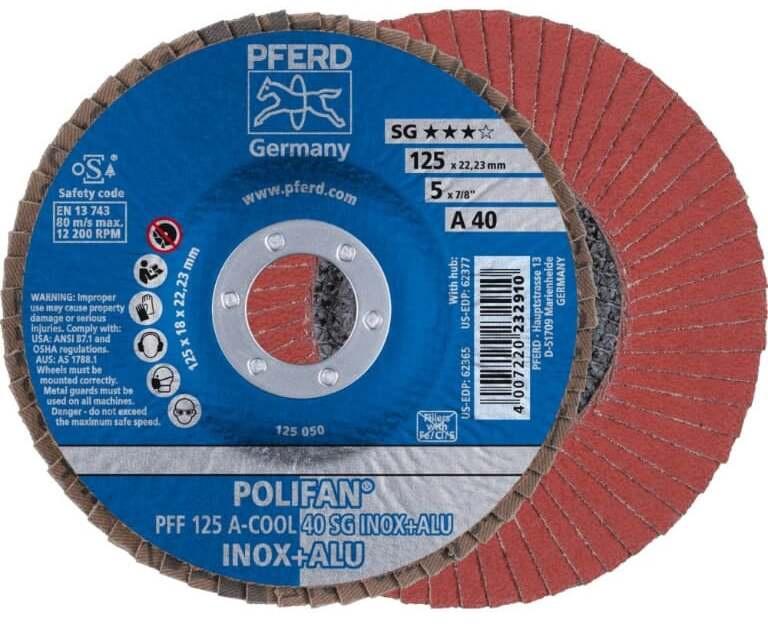 PFERD
Germany
www.pferd.com
SG ★★★☆
125 x 22,23 mm
5 x 7/8"
A 40
oSa
Safety code
EN 13 743
80 m/s max.
12 200 RPM
WARNING: Improper
use may cause property
damage or serious
injuries. Comply with:
USA: ANSI B7.1 and
OSHA regulations.
AUS: AS 1788.1
Wheels must be
mounted correctly.
Metal guards must be
used on all machines.
Danger - do not exceed
the maximum safe speed.
125 x 18 x 22,23 mm
125 050
With hub:
US-EDP: 62377
US-EDP: 62365
4 007220 232910
PFERD - Hauptstrasse 13
D-51709 Marienheide
GERMANY
Fillers
with
Fe/Cl/S
POLIFAN®
PFF 125 A-COOL 40 SG INOX+ALU
INOX+ALU